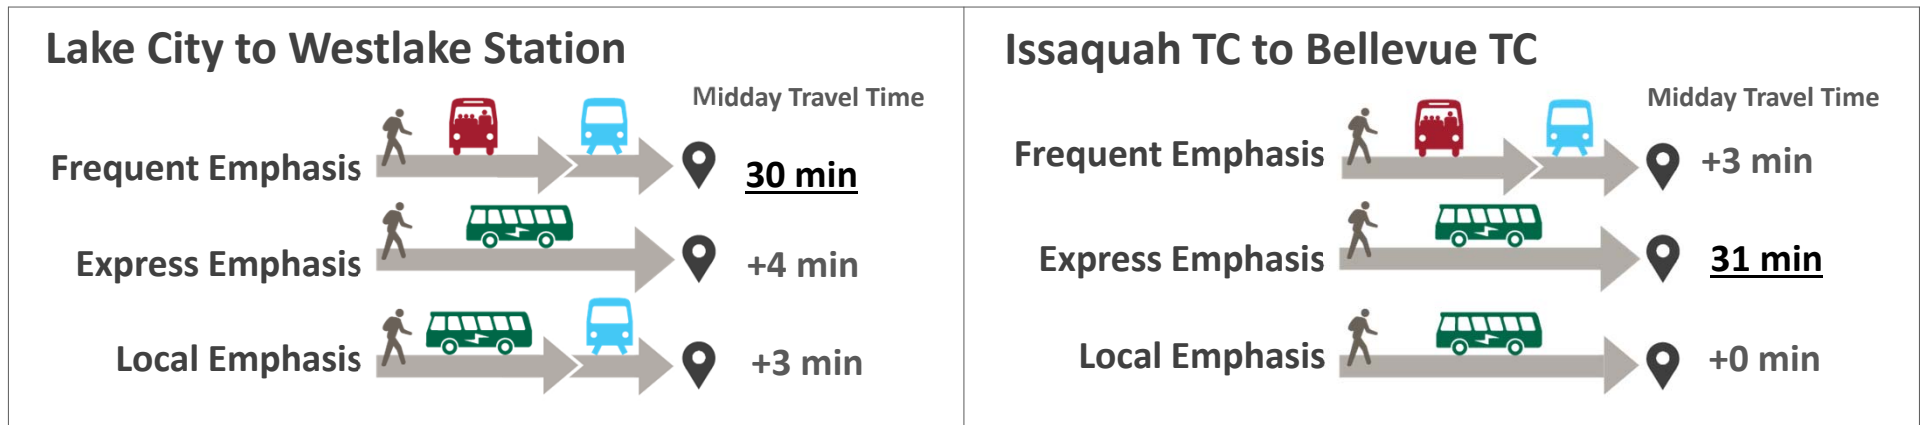 Lake City to Westlake Station
Midday Travel Time
Frequent Emphasis
30 min
Express Emphasis
+4 min
Local Emphasis
+3 min
Issaquah TC to Bellevue TC
Midday Travel Time
Frequent Emphasis
+3 min
Express Emphasis
31 min
Local Emphasis
+0 min